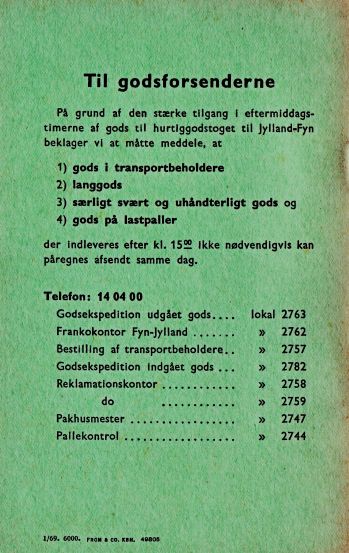 Til godsforsenderne
På grund af den stærke tilgang i eftermiddags-
timerne af gods til hurtiggodstoget til Jylland-Fyn
beklager vi at måtte meddele, at
1) gods i transportbeholdere
2) langgods
3) særligt svært og uhåndterligt gods og
4) gods på lastpaller
der indleveres efter kl. 15⁰⁰ ikke nødvendigvis kan
påregnes afsendt samme dag.
Telefon: 14 04 00
Godsekspedition udgået gods.... lokal 2763
Frankokontor Fyn-Jylland ....... » 2762
Bestilling af transportbeholdere.. » 2757
Godsekspedition indgået gods ... » 2782
Reklamationskontor ............ » 2758
do ............ » 2759
Pakhusmester ................. » 2747
Pallekontrol .................. » 2744
1/69. 6000. FROM & CO. KBH. 49805